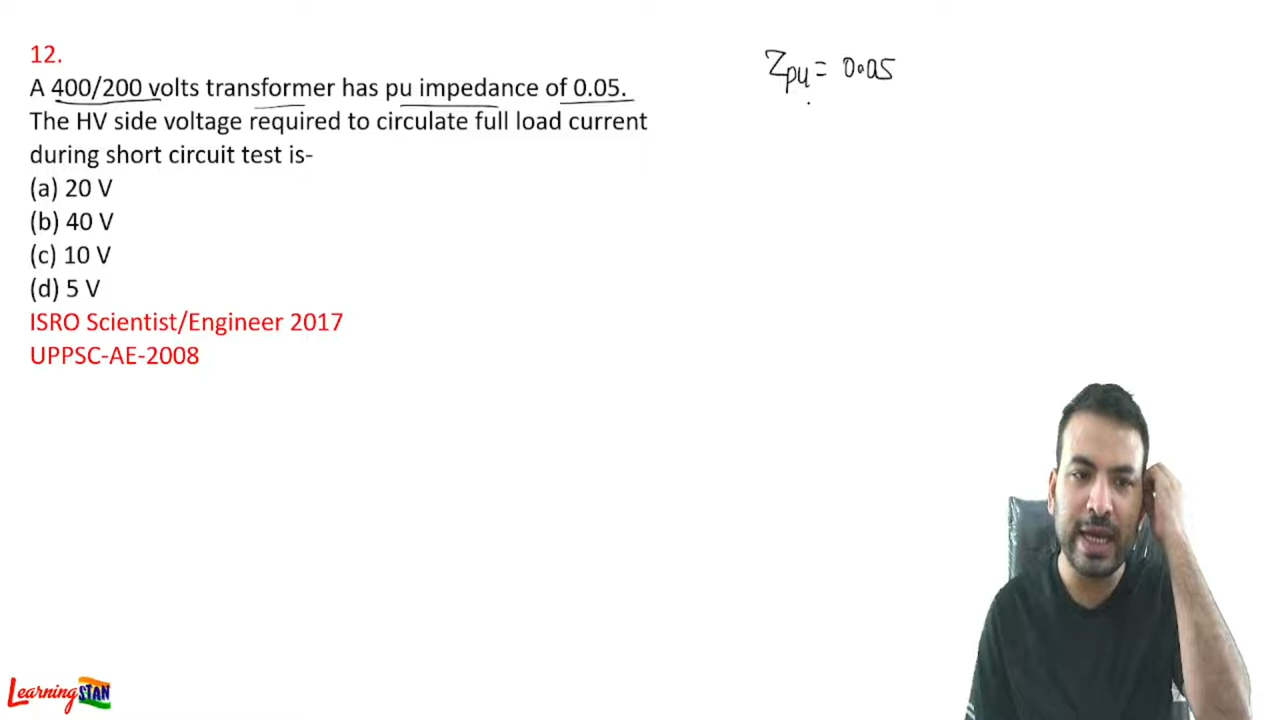 12.
A 400/200 volts transformer has pu impedance of 0.05.
The HV side voltage required to circulate full load current
during short circuit test is-
(a) 20 V
(b) 40 V
(c) 10 V
(d) 5 V
ISRO Scientist/Engineer 2017
UPPSC-AE-2008
Zpu = 0.05
LearningSTAN